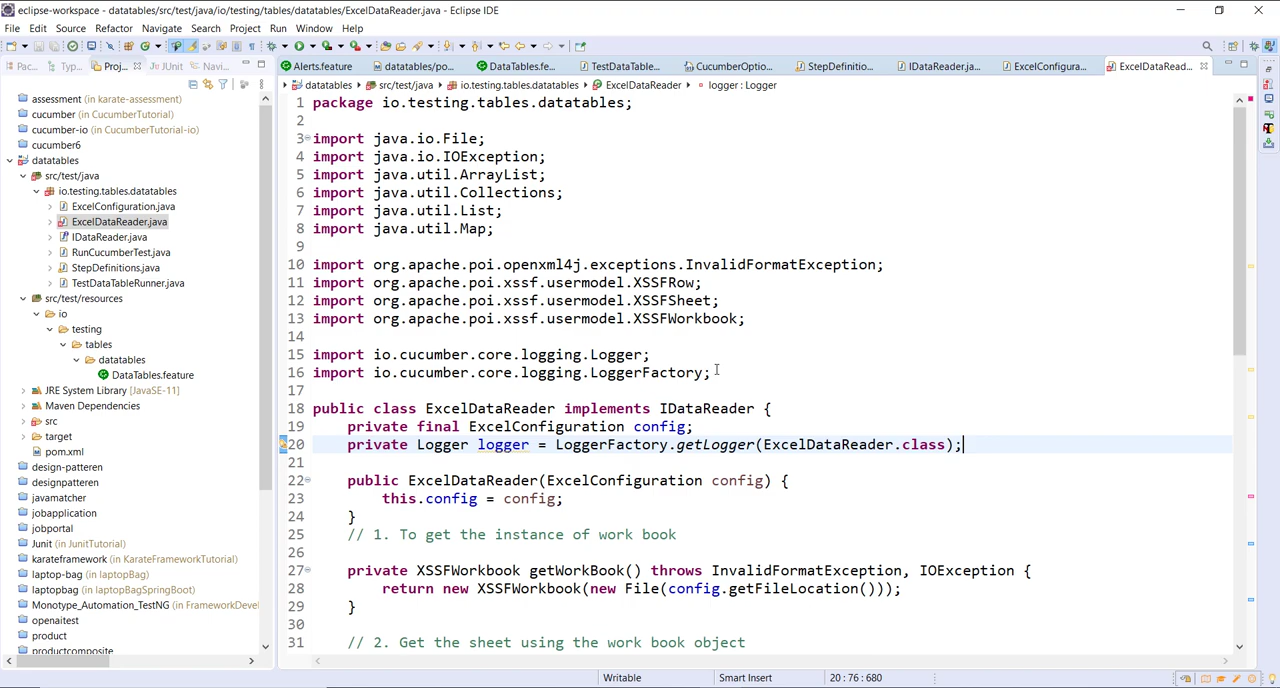 eclipse-workspace - datatables/src/test/java/io/testing/tables/datatables/ExcelDataReader.java - Eclipse IDE
File Edit Source Refactor Navigate Search Project Run Window Help
Pac... Typ... Proj... JUnit Navi...
Alerts.feature datatables/po... DataTables.fe... TestDataTable... CucumberOptio... StepDefinitio... IDataReader.ja... ExcelConfigura... ExcelDataRead...
datatables src/test/java io.testing.tables.datatables ExcelDataReader logger : Logger
assessment (in karate-assessment)
cucumber (in CucumberTutorial)
cucumber-io (in CucumberTutorial-io)
cucumber6
datatables
src/test/java
io.testing.tables.datatables
ExcelConfiguration.java
ExcelDataReader.java
IDataReader.java
RunCucumberTest.java
StepDefinitions.java
TestDataTableRunner.java
src/test/resources
io
testing
tables
datatables
DataTables.feature
JRE System Library [JavaSE-11]
Maven Dependencies
src
target
pom.xml
design-patteren
designpatteren
javamatcher
jobapplication
jobportal
Junit (in JunitTutorial)
karateframework (in KarateFrameworkTutorial)
laptop-bag (in laptopBag)
laptopbag (in laptopBagSpringBoot)
Monotype_Automation_TestNG (in FrameworkDeve
openaitest
product
productcomposite
1 package io.testing.tables.datatables;
2
3 import java.io.File;
4 import java.io.IOException;
5 import java.util.ArrayList;
6 import java.util.Collections;
7 import java.util.List;
8 import java.util.Map;
9
10 import org.apache.poi.openxml4j.exceptions.InvalidFormatException;
11 import org.apache.poi.xssf.usermodel.XSSFRow;
12 import org.apache.poi.xssf.usermodel.XSSFSheet;
13 import org.apache.poi.xssf.usermodel.XSSFWorkbook;
14
15 import io.cucumber.core.logging.Logger;
16 import io.cucumber.core.logging.LoggerFactory;
17
18 public class ExcelDataReader implements IDataReader {
19 private final ExcelConfiguration config;
20 private Logger logger = LoggerFactory.getLogger(ExcelDataReader.class);
21
22 public ExcelDataReader(ExcelConfiguration config) {
23 this.config = config;
24 }
25 // 1. To get the instance of work book
26
27 private XSSFWorkbook getWorkBook() throws InvalidFormatException, IOException {
28 return new XSSFWorkbook(new File(config.getFileLocation()));
29 }
30
31 // 2. Get the sheet using the work book object
Writable Smart Insert 20 : 76 : 680